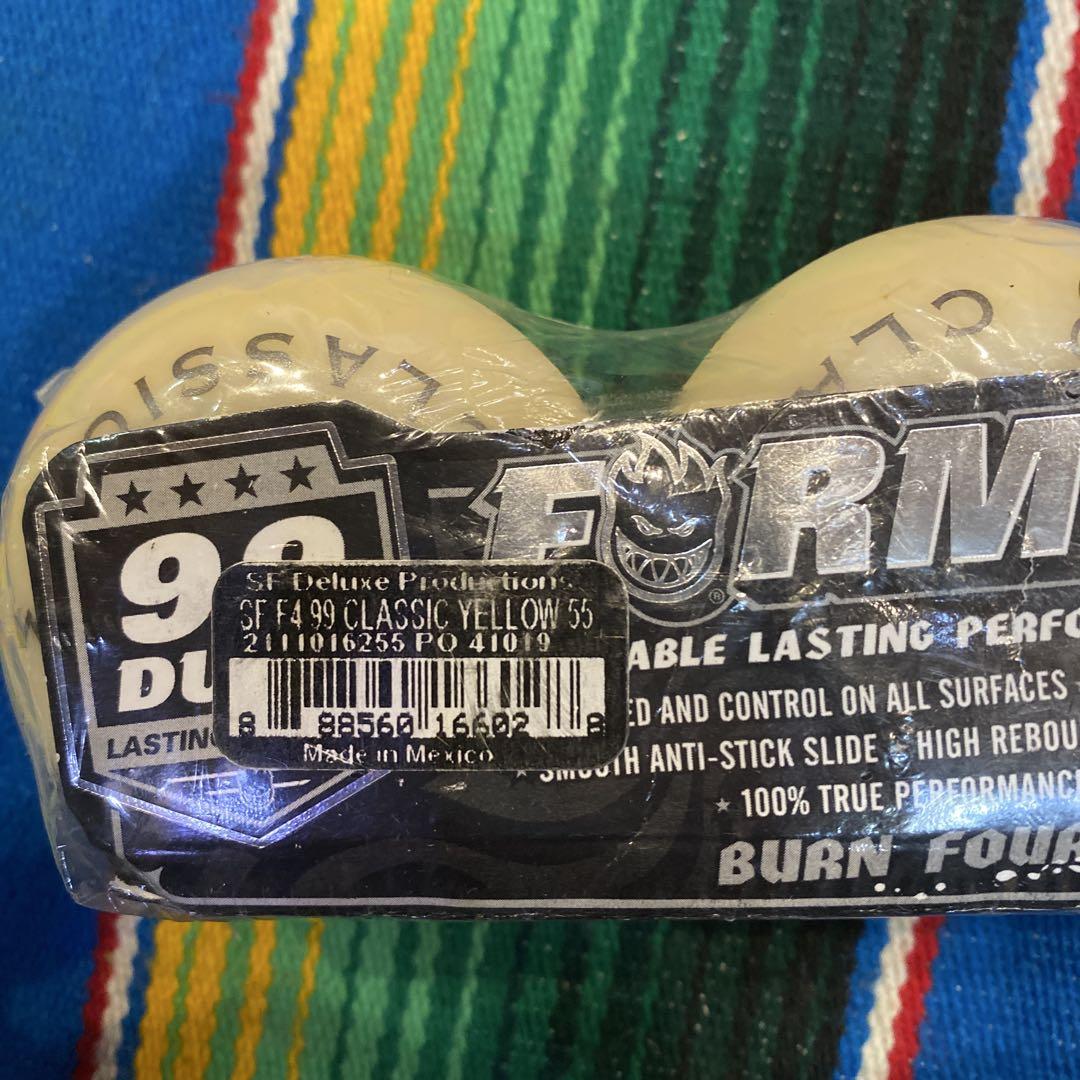 CLASSIC
CLA
99
DU
LASTING
FORM
SF Deluxe Productions
SF F4 99 CLASSIC YELLOW 55
2111016255 PO 41019
8 88560 16602 8
Made in Mexico
ABLE LASTING PERFO
ED AND CONTROL ON ALL SURFACES
★ SMOOTH ANTI-STICK SLIDE ★ HIGH REBOU
★ 100% TRUE PERFORMANC
BURN FOUR
®